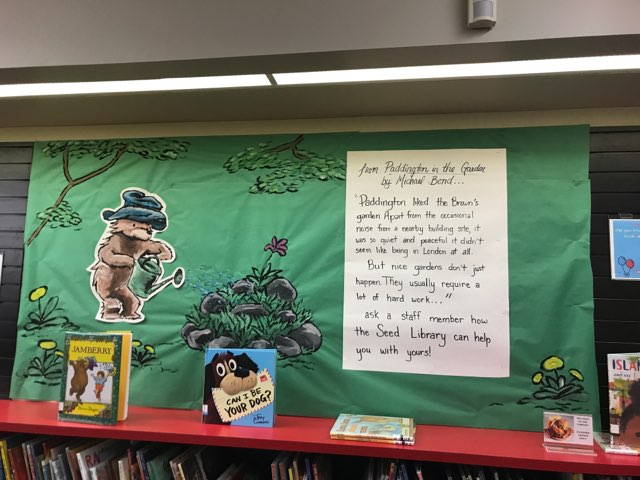 from Paddington in the Garden
by Michael Bond...
"Paddington liked the Brown's
garden Apart from the occasional
noise from a nearby building site, it
was so quiet and peaceful it didn't
seem like being in London at all.
But nice gardens don't just
happen. They usually require a
lot of hard work..."
ask a staff member how
the Seed Library can help
you with yours!
JAMBERRY
CAN I BE
YOUR DOG?